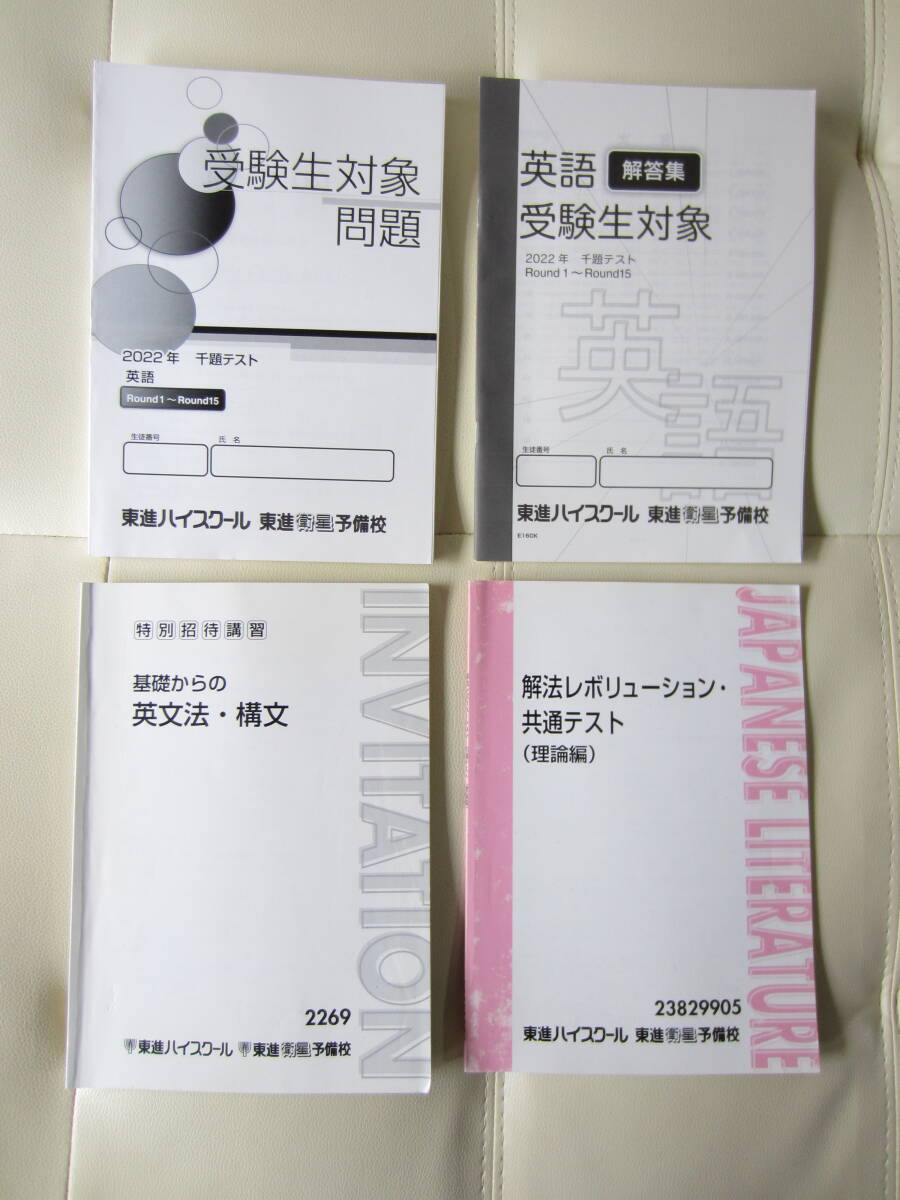 受験生対象
問題
2022年 千題テスト
英語
Round1～Round15
生徒番号 氏 名
東進ハイスクール 東進衛星予備校
英語 解答集
受験生対象
2022年 千題テスト
Round1～Round15
英語
生徒番号 氏 名
東進ハイスクール 東進衛星予備校
E160K
特別招待講習
基礎からの
英文法・構文
INVITATION
2269
東進ハイスクール 東進衛星予備校
解法レボリューション・
共通テスト
（理論編）
JAPANESE LITERATURE
23829905
東進ハイスクール 東進衛星予備校